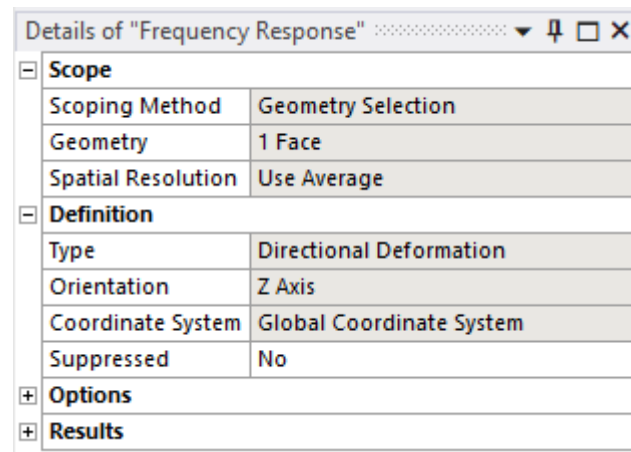 Details of "Frequency Response"
Scope
Scoping Method Geometry Selection
Geometry 1 Face
Spatial Resolution Use Average
Definition
Type Directional Deformation
Orientation Z Axis
Coordinate System Global Coordinate System
Suppressed No
Options
Results